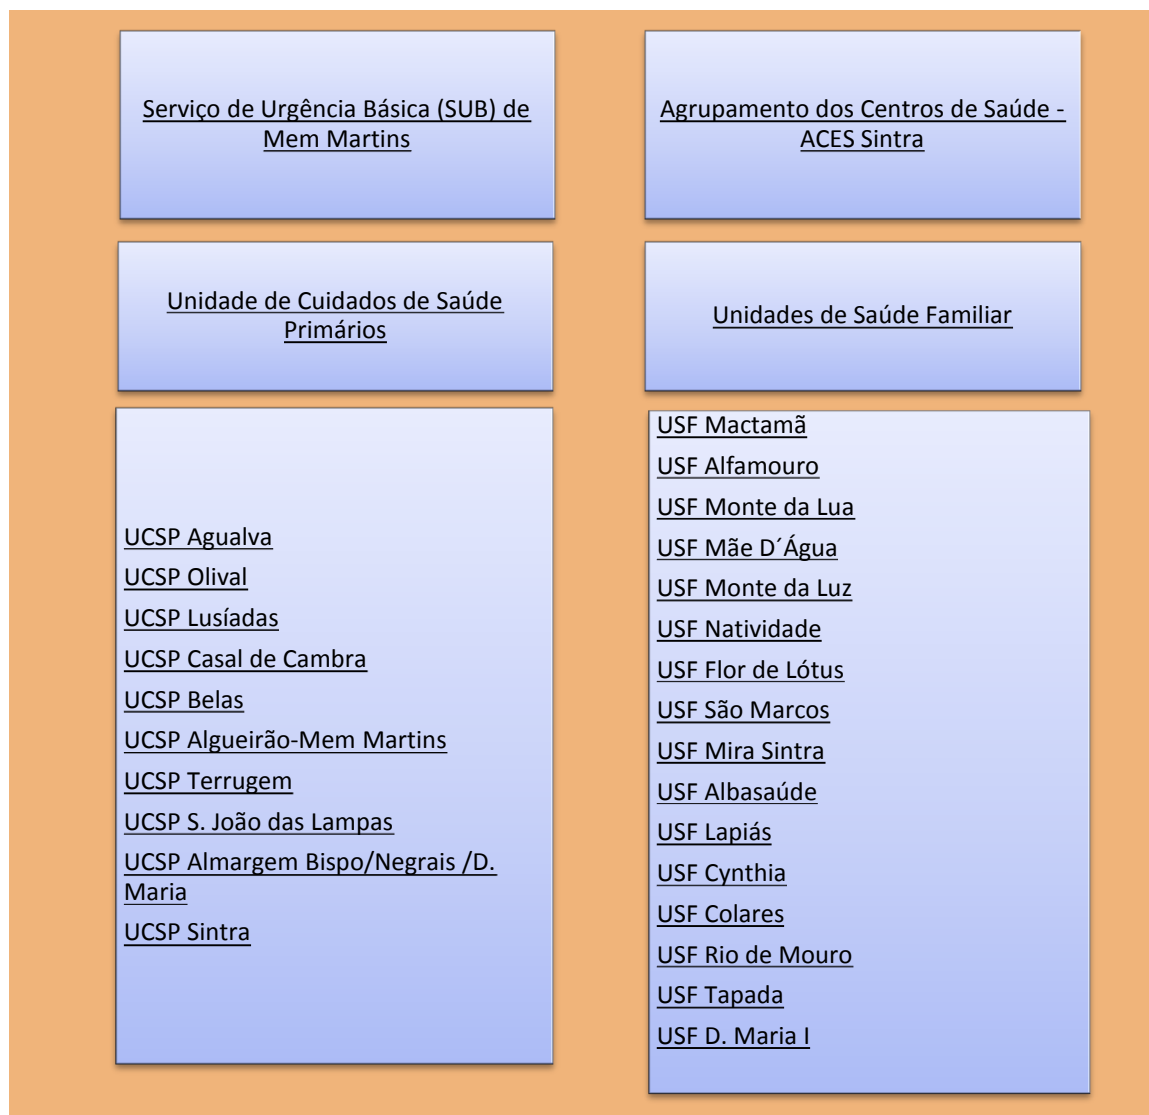 Serviço de Urgência Básica (SUB) de
Mem Martins
Agrupamento dos Centros de Saúde -
ACES Sintra
Unidade de Cuidados de Saúde
Primários
Unidades de Saúde Familiar
UCSP Agualva
UCSP Olival
UCSP Lusíadas
UCSP Casal de Cambra
UCSP Belas
UCSP Algueirão-Mem Martins
UCSP Terrugem
UCSP S. João das Lampas
UCSP Almargem Bispo/Negrais /D.
Maria
UCSP Sintra
USF Mactamã
USF Alfamouro
USF Monte da Lua
USF Mãe D´Água
USF Monte da Luz
USF Natividade
USF Flor de Lótus
USF São Marcos
USF Mira Sintra
USF Albasaúde
USF Lapiás
USF Cynthia
USF Colares
USF Rio de Mouro
USF Tapada
USF D. Maria I